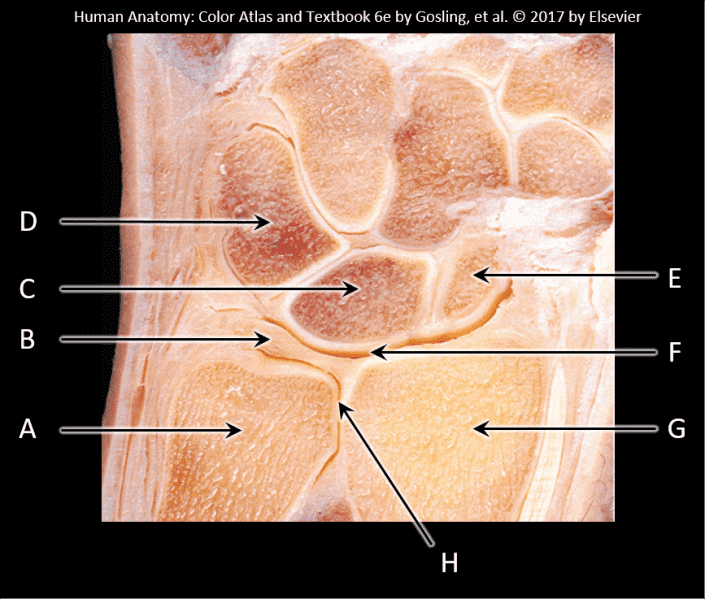 Human Anatomy: Color Atlas and Textbook 6e by Gosling, et al. © 2017 by Elsevier
D
C
B
A
E
F
G
H